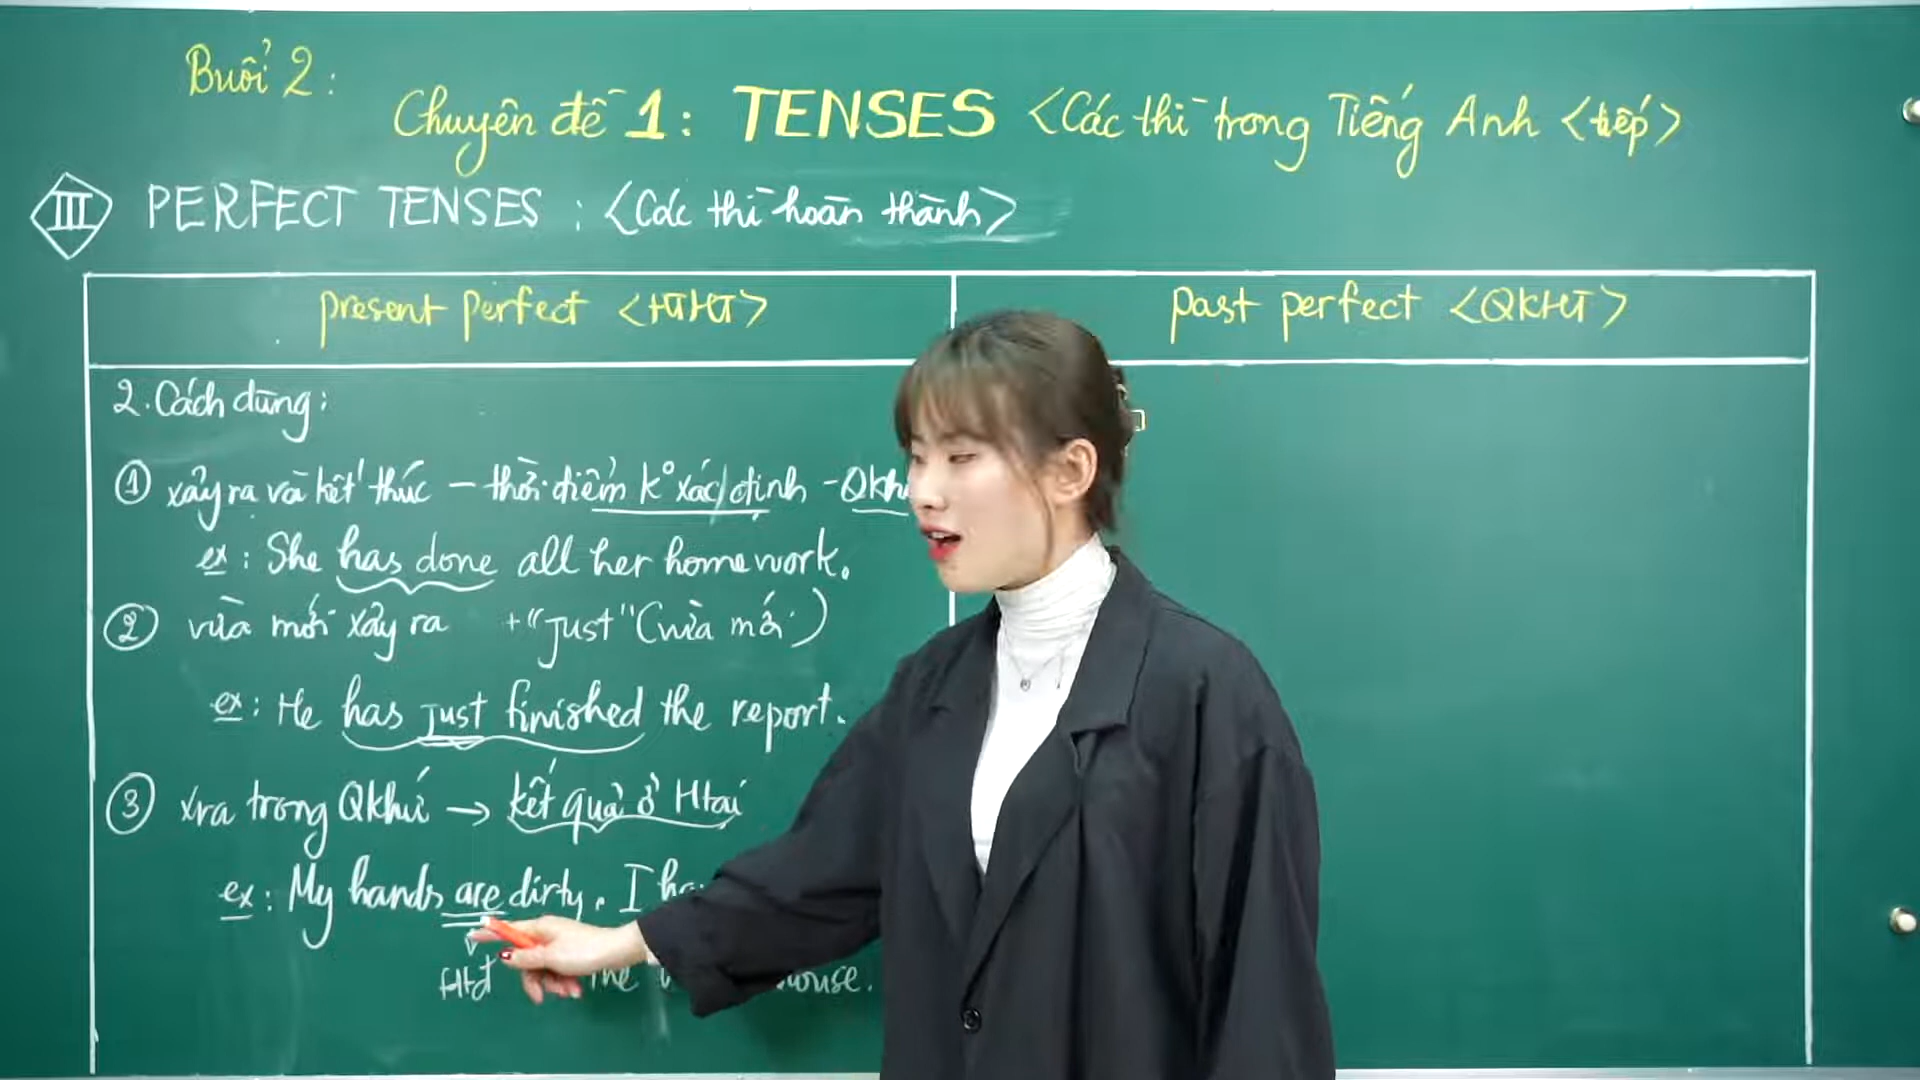 Buổi 2:
Chuyên đề 1: TENSES <Các thì trong Tiếng Anh <tiếp>
III PERFECT TENSES : <Các thì hoàn thành>
present perfect <HTHT>
past perfect <QKHT>
2. Cách dùng:
① xảy ra và kết thúc – thời điểm k° xác định - Qkh
ex: She has done all her homework.
② vừa mới xảy ra + "just" (vừa mới)
ex: He has just finished the report.
③ xra trong Qkhứ → kết quả ở Htại
ex: My hands are dirty. I ha
Htđ the house.